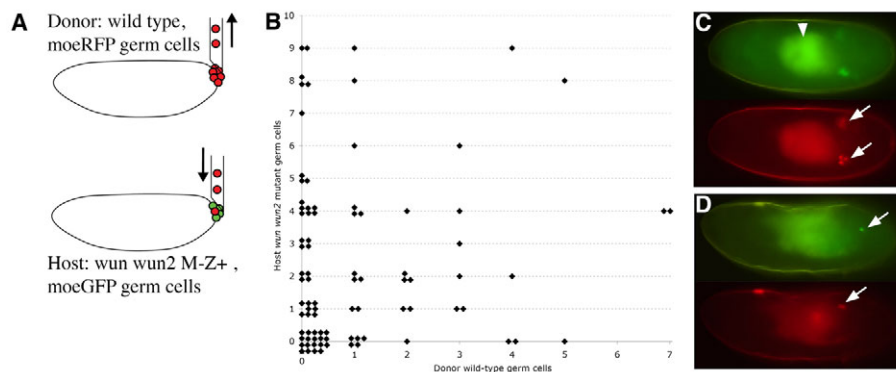 A
Donor: wild type,
moeRFP germ cells
Host: wun wun2 M-Z+ ,
moeGFP germ cells
B
Host wun wun2 mutant germ cells
10
9
8
7
6
5
4
3
2
1
0
0 1 2 3 4 5 6 7
Donor wild-type germ cells
C
D